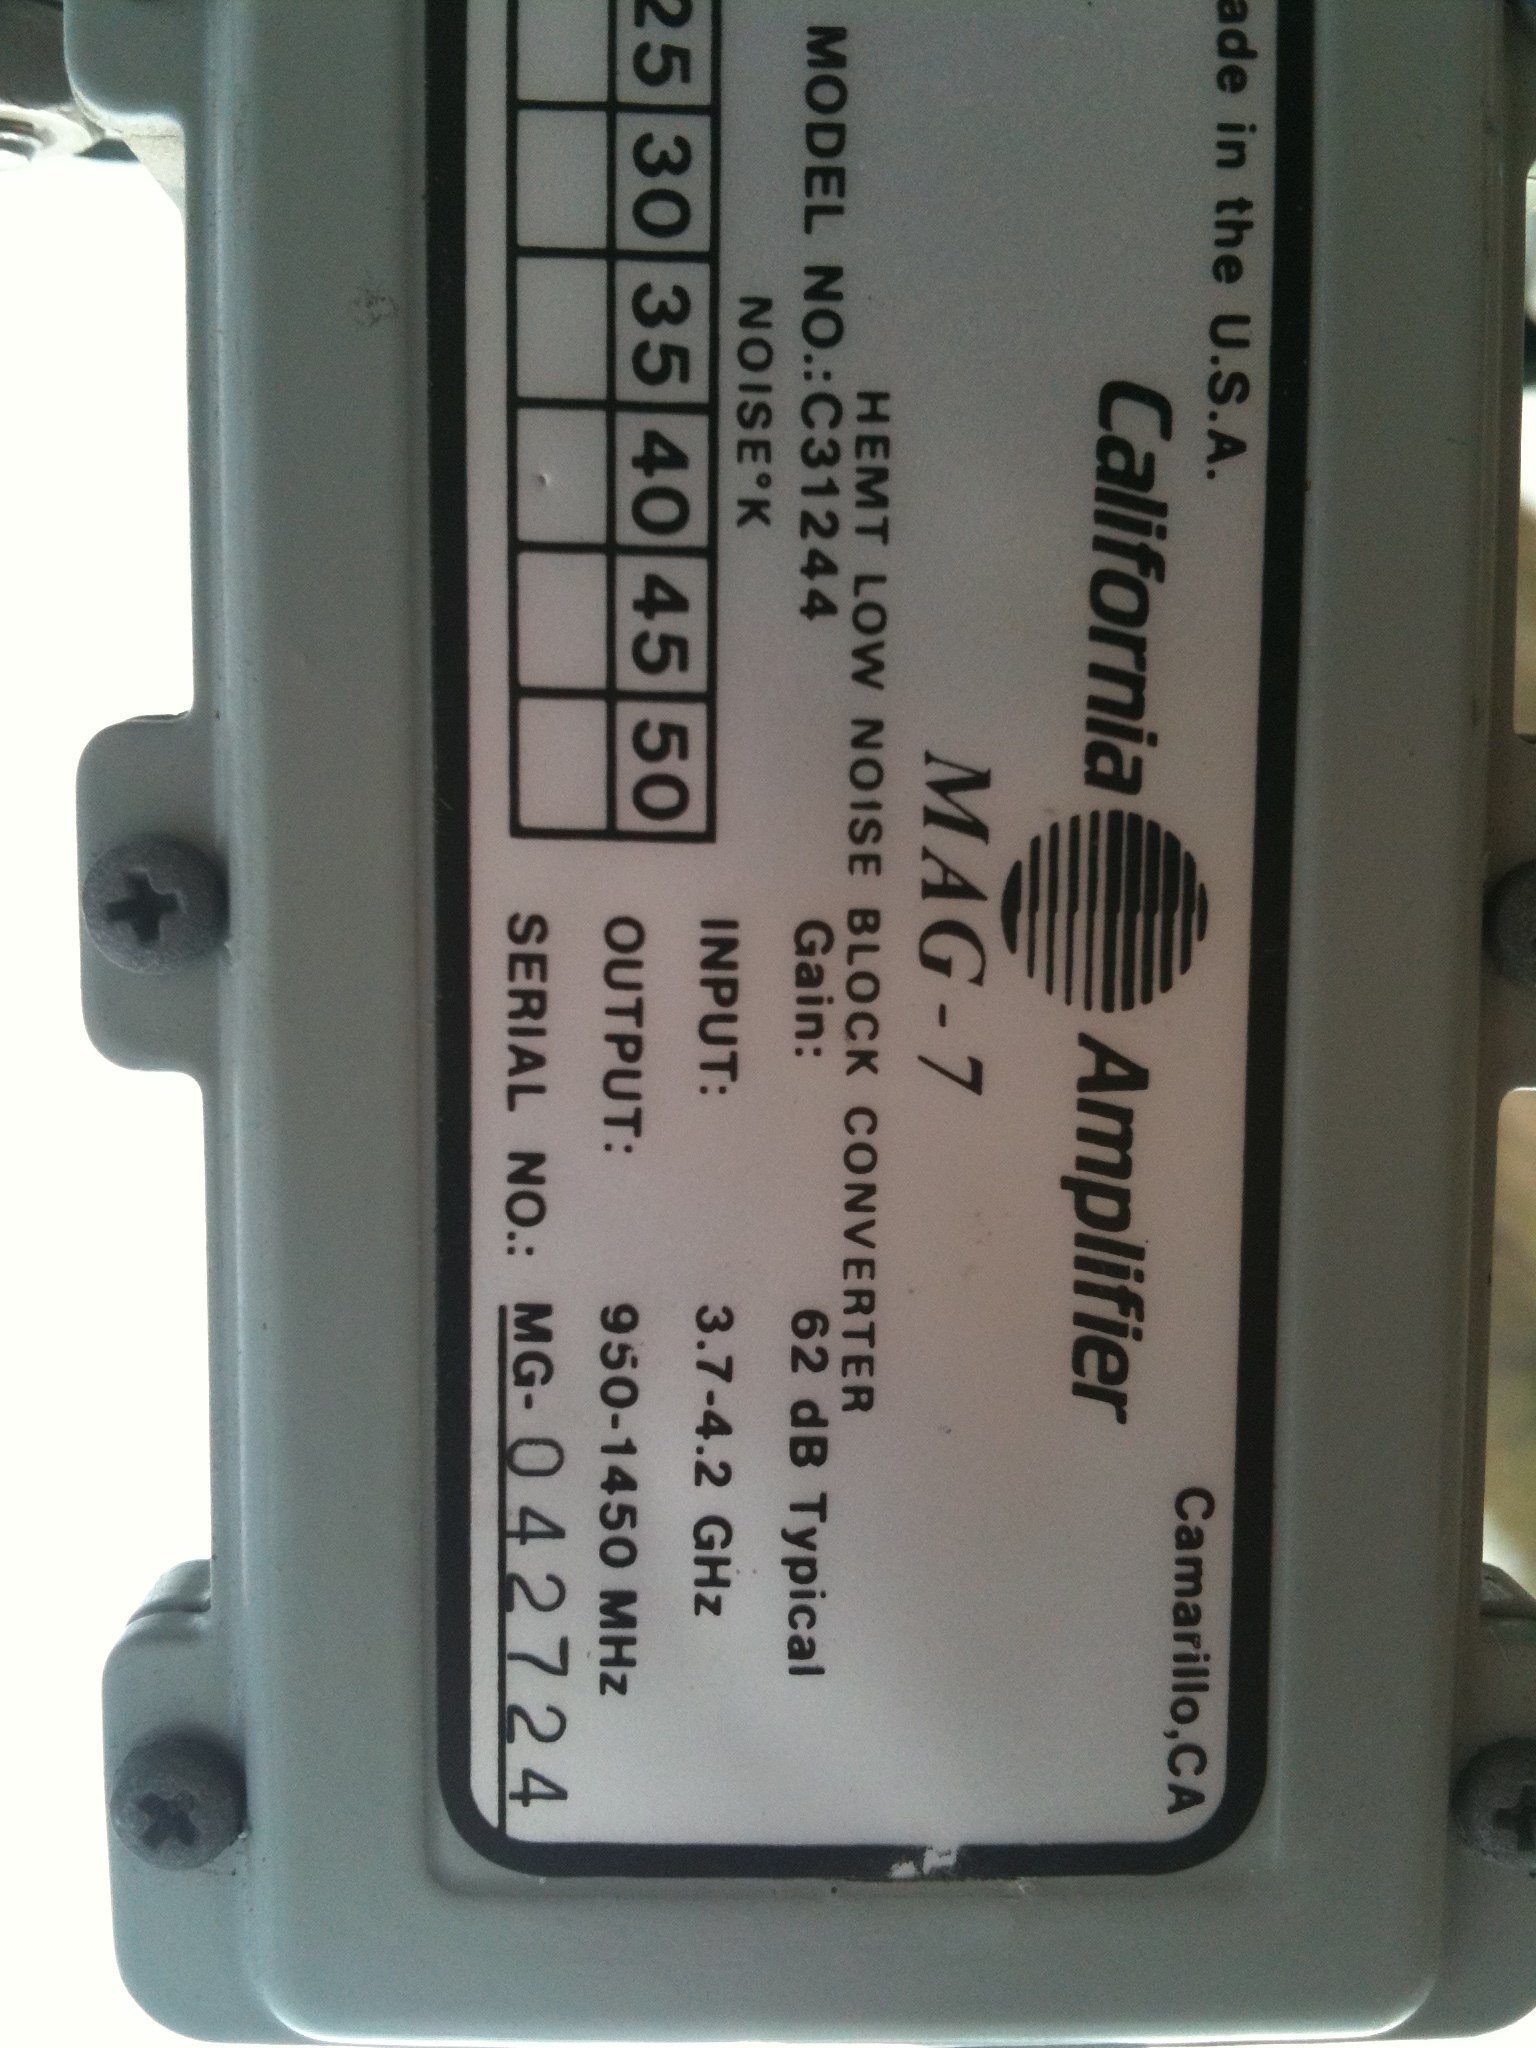 ade in the U.S.A.
Camarillo,CA
California Amplifier
MAG-7
HEMT LOW NOISE BLOCK CONVERTER
MODEL NO.:C31244
Gain: 62 dB Typical
NOISE°K
INPUT: 3.7-4.2 GHz
25 30 35 40 45 50
OUTPUT: 950-1450 MHz
SERIAL NO.: MG-042724